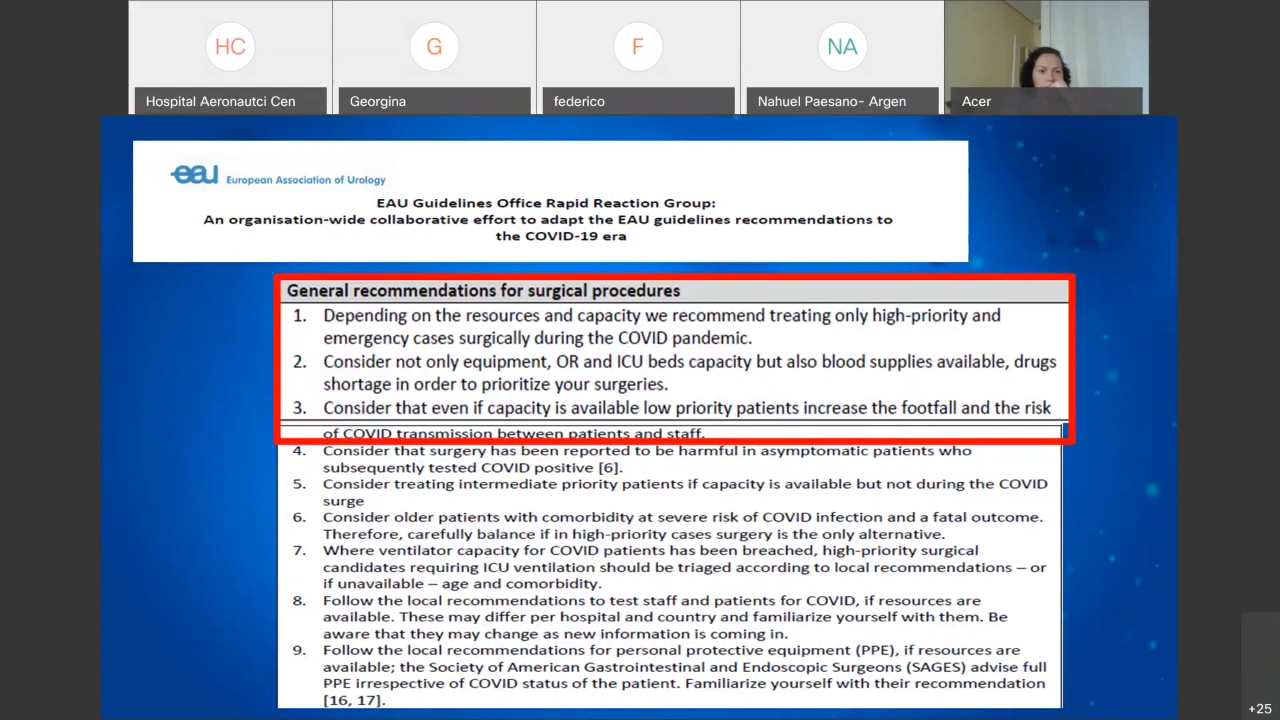 HC
G
F
NA
Hospital Aeronautci Cen
Georgina
federico
Nahuel Paesano- Argen
Acer
eau European Association of Urology
EAU Guidelines Office Rapid Reaction Group:
An organisation-wide collaborative effort to adapt the EAU guidelines recommendations to
the COVID-19 era
General recommendations for surgical procedures
1. Depending on the resources and capacity we recommend treating only high-priority and
emergency cases surgically during the COVID pandemic.
2. Consider not only equipment, OR and ICU beds capacity but also blood supplies available, drugs
shortage in order to prioritize your surgeries.
3. Consider that even if capacity is available low priority patients increase the footfall and the risk
of COVID transmission between patients and staff.
4. Consider that surgery has been reported to be harmful in asymptomatic patients who
subsequently tested COVID positive [6].
5. Consider treating intermediate priority patients if capacity is available but not during the COVID
surge
6. Consider older patients with comorbidity at severe risk of COVID infection and a fatal outcome.
Therefore, carefully balance if in high-priority cases surgery is the only alternative.
7. Where ventilator capacity for COVID patients has been breached, high-priority surgical
candidates requiring ICU ventilation should be triaged according to local recommendations – or
if unavailable – age and comorbidity.
8. Follow the local recommendations to test staff and patients for COVID, if resources are
available. These may differ per hospital and country and familiarize yourself with them. Be
aware that they may change as new information is coming in.
9. Follow the local recommendations for personal protective equipment (PPE), if resources are
available; the Society of American Gastrointestinal and Endoscopic Surgeons (SAGES) advise full
PPE irrespective of COVID status of the patient. Familiarize yourself with their recommendation
[16, 17].
+25